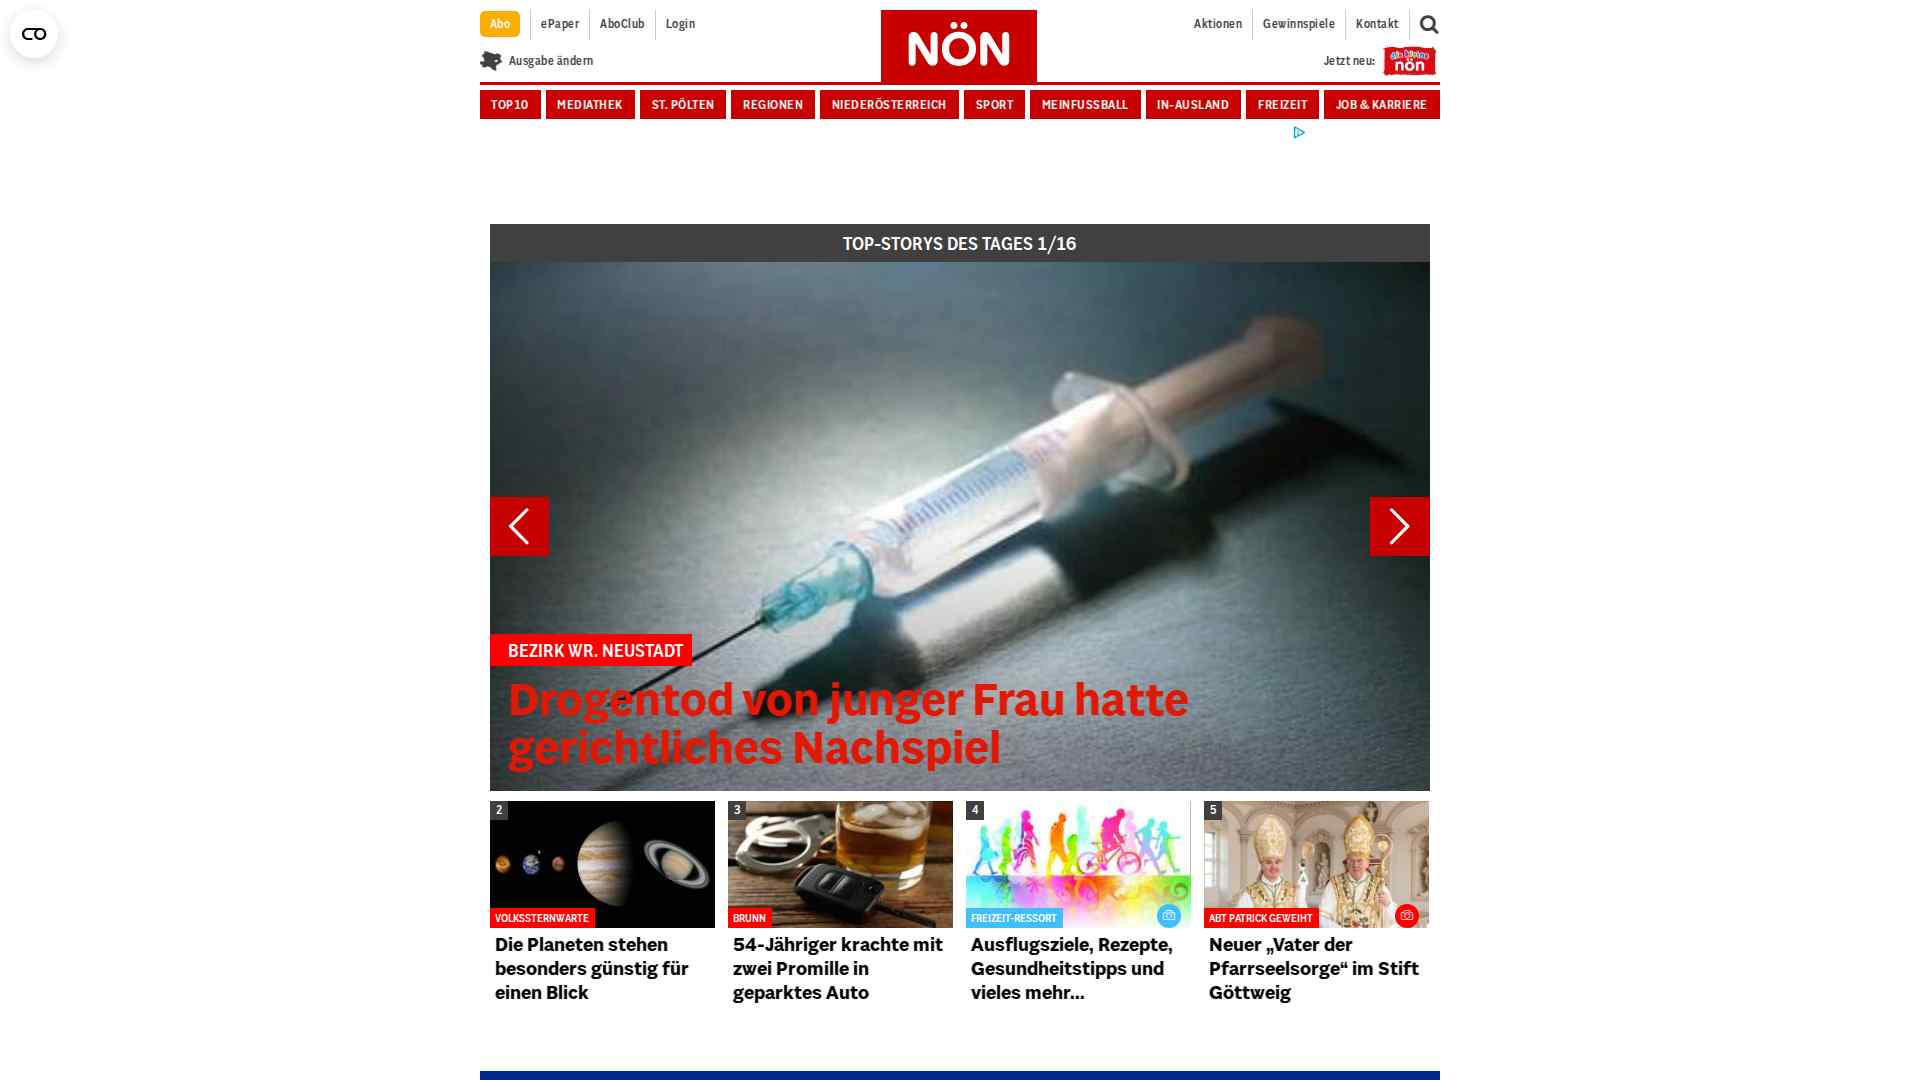 Abo
ePaper
AboClub
Login
NÖN
Aktionen
Gewinnspiele
Kontakt
Ausgabe ändern
Jetzt neu:
die kleine
nön
TOP10
MEDIATHEK
ST. PÖLTEN
REGIONEN
NIEDERÖSTERREICH
SPORT
MEINFUSSBALL
IN-AUSLAND
FREIZEIT
JOB & KARRIERE
TOP-STORYS DES TAGES 1/16
BEZIRK WR. NEUSTADT
Drogentod von junger Frau hatte
gerichtliches Nachspiel
2
VOLKSSTERNWARTE
Die Planeten stehen
besonders günstig für
einen Blick
3
BRUNN
54-Jähriger krachte mit
zwei Promille in
geparktes Auto
4
FREIZEIT-RESSORT
Ausflugsziele, Rezepte,
Gesundheitstipps und
vieles mehr...
5
ABT PATRICK GEWEIHT
Neuer „Vater der
Pfarrseelsorge“ im Stift
Göttweig